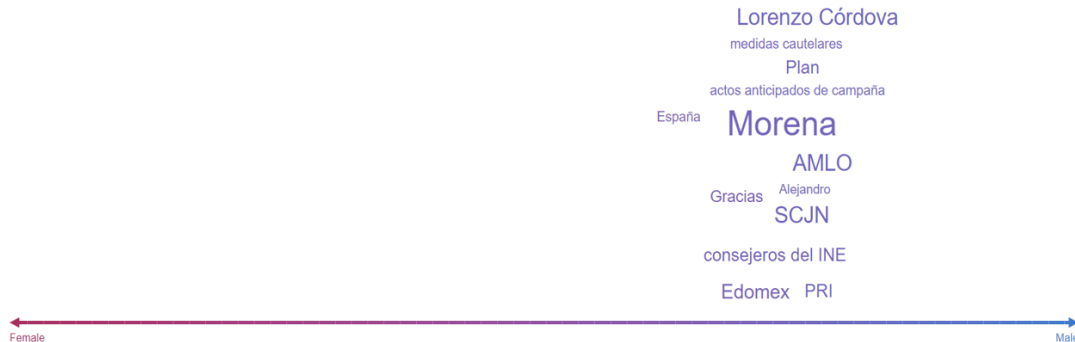 Lorenzo Córdova
medidas cautelares
Plan
actos anticipados de campaña
España
Morena
AMLO
Alejandro
Gracias
SCJN
consejeros del INE
Edomex PRI
Female Male